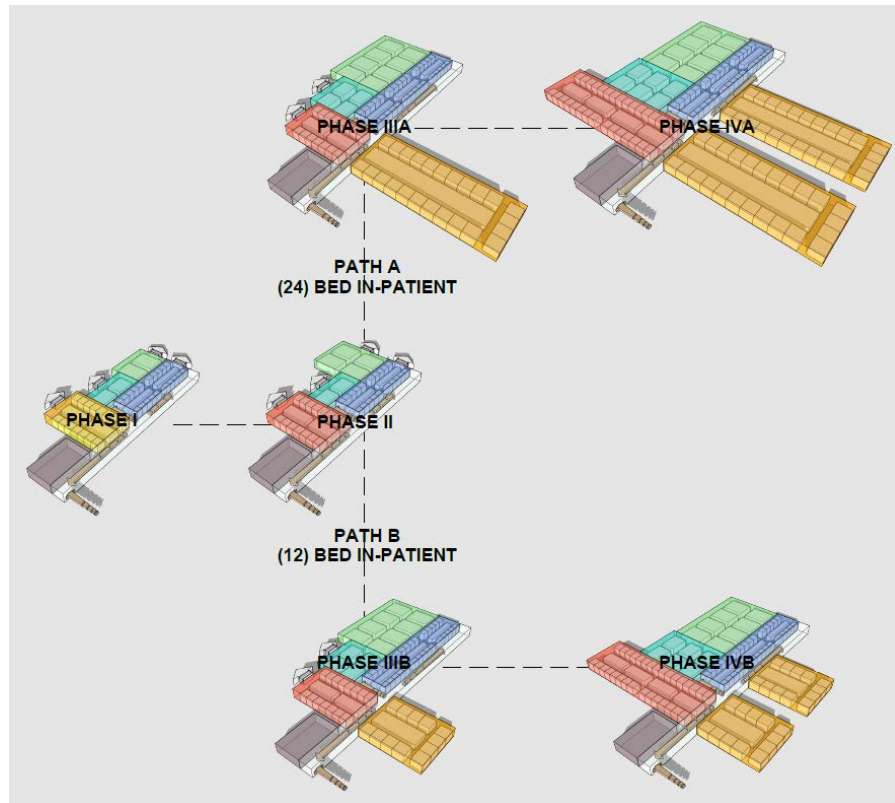 PHASE IIIA
PHASE IVA
PATH A
(24) BED IN-PATIENT
PHASE I
PHASE II
PATH B
(12) BED IN-PATIENT
PHASE IIIB
PHASE IVB